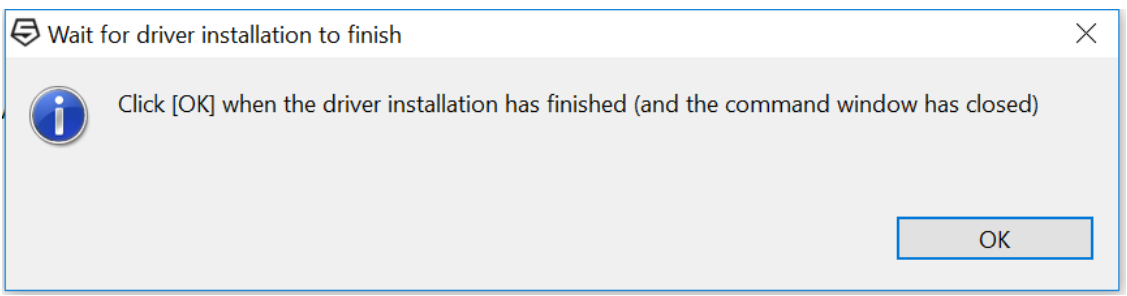 Wait for driver installation to finish
Click [OK] when the driver installation has finished (and the command window has closed)
OK